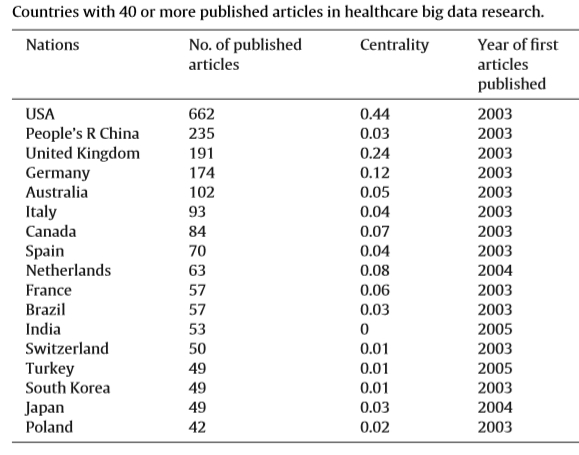 Countries with 40 or more published articles in healthcare big data research.
Nations No. of published articles Centrality Year of first articles published
USA 662 0.44 2003
People's R China 235 0.03 2003
United Kingdom 191 0.24 2003
Germany 174 0.12 2003
Australia 102 0.05 2003
Italy 93 0.04 2003
Canada 84 0.07 2003
Spain 70 0.04 2003
Netherlands 63 0.08 2004
France 57 0.06 2003
Brazil 57 0.03 2003
India 53 0 2005
Switzerland 50 0.01 2003
Turkey 49 0.01 2005
South Korea 49 0.01 2003
Japan 49 0.03 2004
Poland 42 0.02 2003